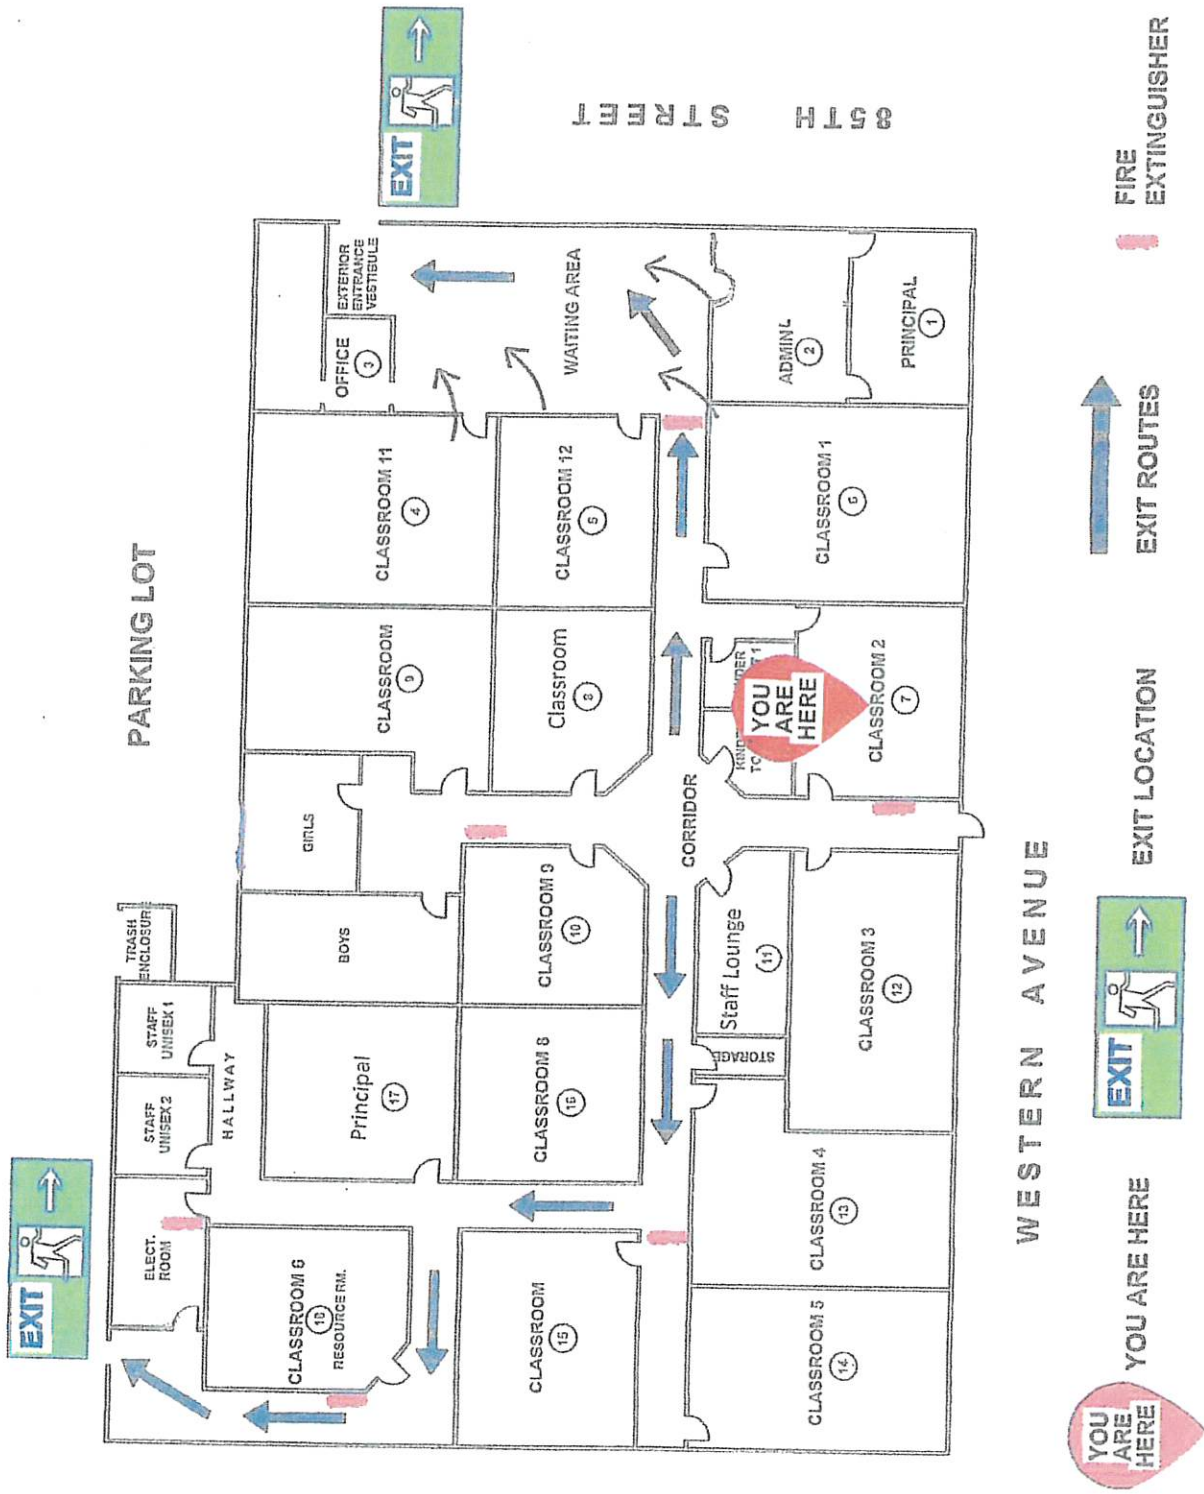 EXIT
EXIT
PARKING LOT
TRASH
ENCLOSURE
ELECT.
ROOM
STAFF
UNISEX 2
STAFF
UNISEX 1
HALLWAY
CLASSROOM 6
18
RESOURCE RM.
Principal
17
BOYS
GIRLS
CLASSROOM
9
CLASSROOM 11
4
OFFICE
3
EXTERIOR
ENTRANCE
VESTIBULE
CLASSROOM
15
CLASSROOM 8
16
CLASSROOM 9
10
Classroom
8
CLASSROOM 12
5
WAITING AREA
85TH STREET
CORRIDOR
STORAGE
Staff Lounge
11
YOU
ARE
HERE
CLASSROOM 5
14
CLASSROOM 4
13
CLASSROOM 3
12
CLASSROOM 2
7
CLASSROOM 1
6
ADMIN.
2
PRINCIPAL
1
WESTERN AVENUE
YOU
ARE
HERE
YOU ARE HERE
EXIT
EXIT LOCATION
EXIT ROUTES
FIRE
EXTINGUISHER